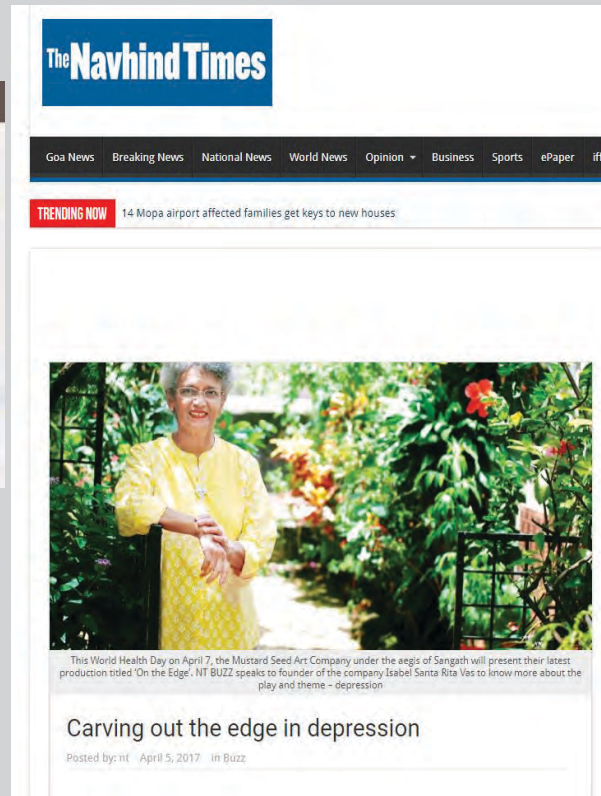 The Navhind Times
Goa News Breaking News National News World News Opinion Business Sports ePaper iff
TRENDING NOW 14 Mopa airport affected families get keys to new houses
This World Health Day on April 7, the Mustard Seed Art Company under the aegis of Sangath will present their latest
production titled ‘On the Edge’. NT BUZZ speaks to founder of the company Isabel Santa Rita Vas to know more about the
play and theme – depression
Carving out the edge in depression
Posted by: nt April 5, 2017 in Buzz